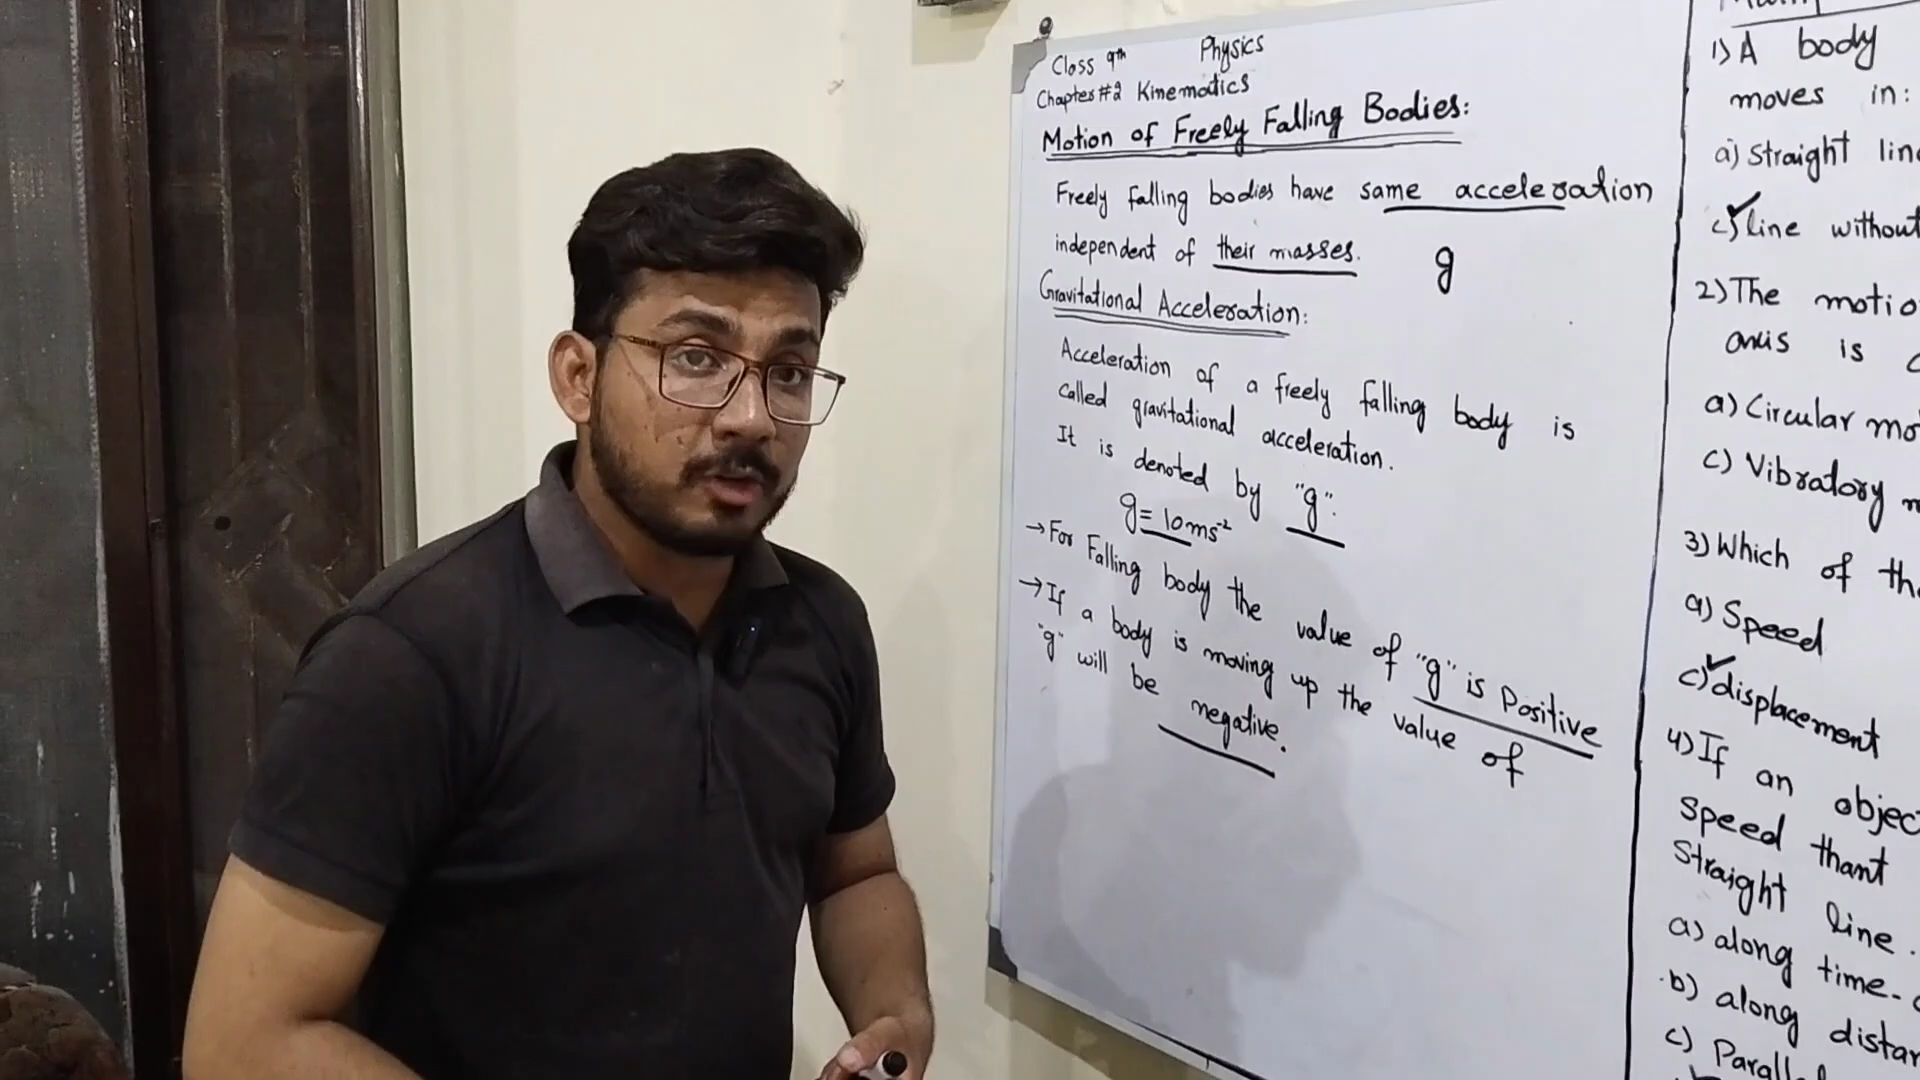 Class 9th Physics
Chapter#2 Kinematics
Motion of Freely Falling Bodies:
Freely falling bodies have same acceleration
independent of their masses. g
Gravitational Acceleration:
Acceleration of a freely falling body is
called gravitational acceleration.
It is denoted by "g".
g=10ms⁻²
→For Falling body the value of "g" is Positive
→If a body is moving up the value of
"g" will be negative.
1) A body
moves in:
a) Straight line
c) line without
2) The motio
axis is c
a) Circular mo
c) Vibratory m
3) Which of the
a) Speed
c) displacement
4) If an objec
Speed thant
Straight line.
a) along time.
b) along distan
c) Parallel